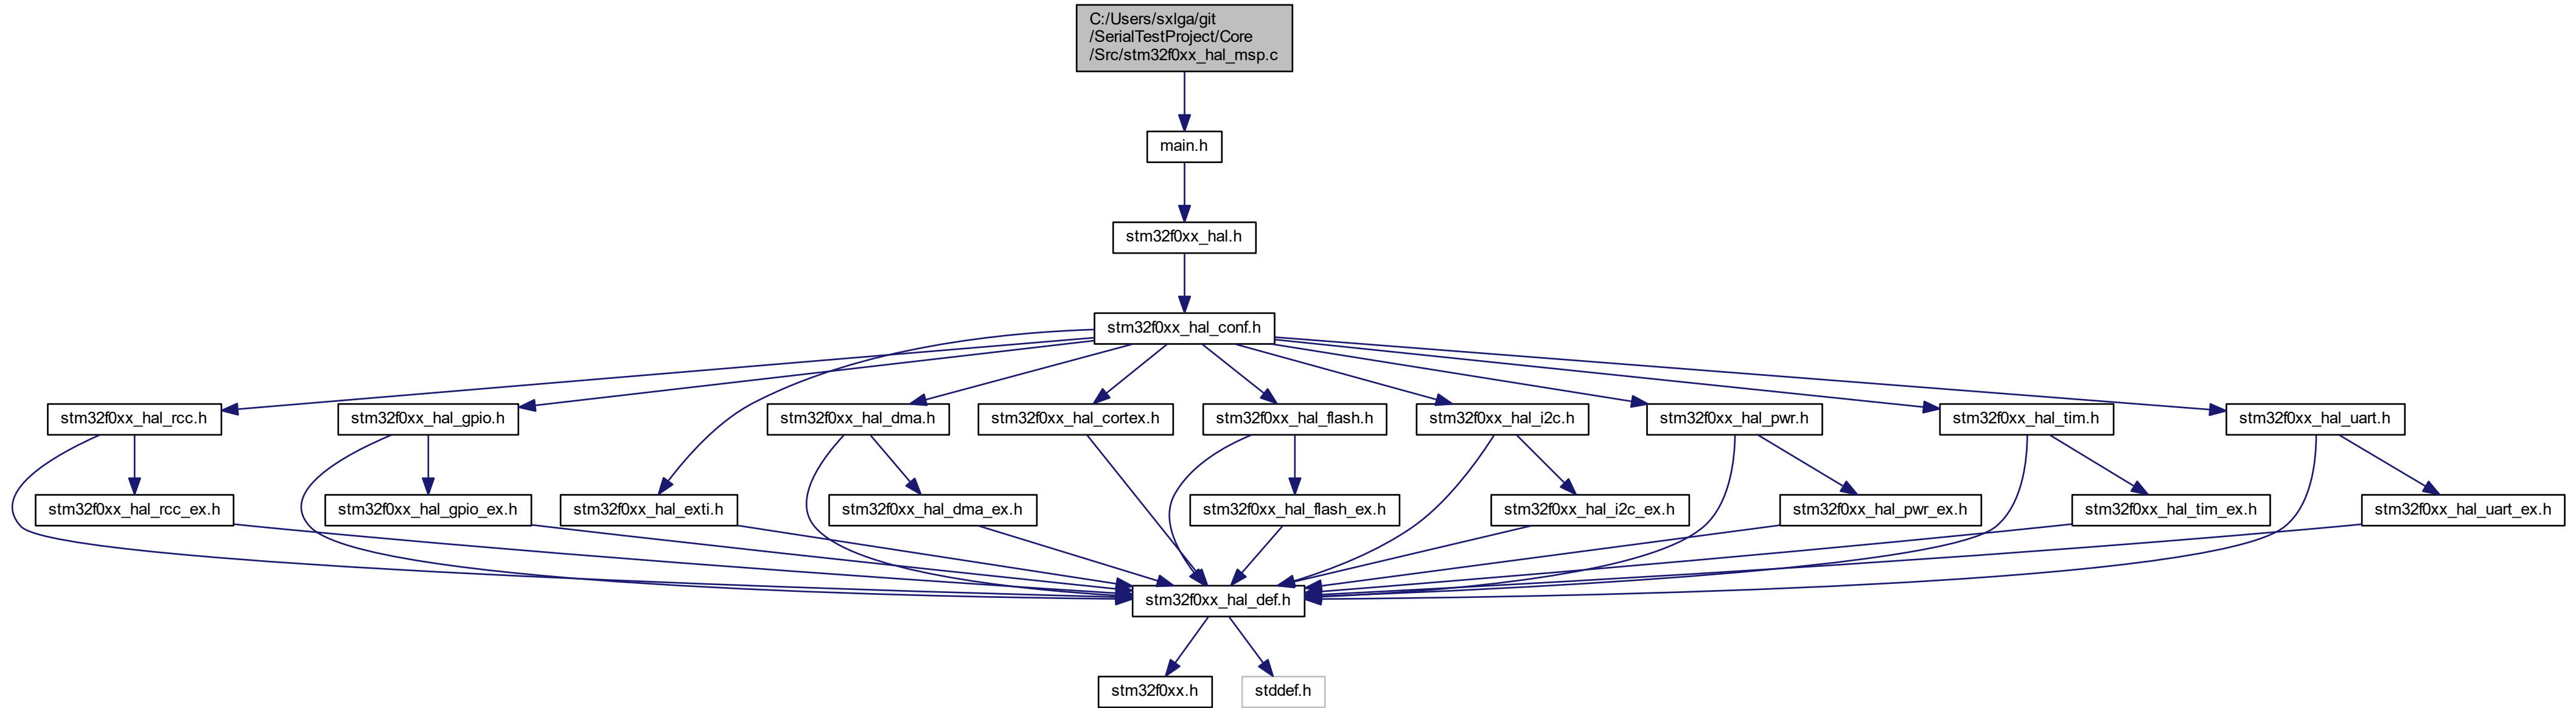 C:/Users/sxlga/git
/SerialTestProject/Core
/Src/stm32f0xx_hal_msp.c
main.h
stm32f0xx_hal.h
stm32f0xx_hal_conf.h
stm32f0xx_hal_rcc.h
stm32f0xx_hal_gpio.h
stm32f0xx_hal_dma.h
stm32f0xx_hal_cortex.h
stm32f0xx_hal_flash.h
stm32f0xx_hal_i2c.h
stm32f0xx_hal_pwr.h
stm32f0xx_hal_tim.h
stm32f0xx_hal_uart.h
stm32f0xx_hal_rcc_ex.h
stm32f0xx_hal_gpio_ex.h
stm32f0xx_hal_exti.h
stm32f0xx_hal_dma_ex.h
stm32f0xx_hal_flash_ex.h
stm32f0xx_hal_i2c_ex.h
stm32f0xx_hal_pwr_ex.h
stm32f0xx_hal_tim_ex.h
stm32f0xx_hal_uart_ex.h
stm32f0xx_hal_def.h
stm32f0xx.h
stddef.h